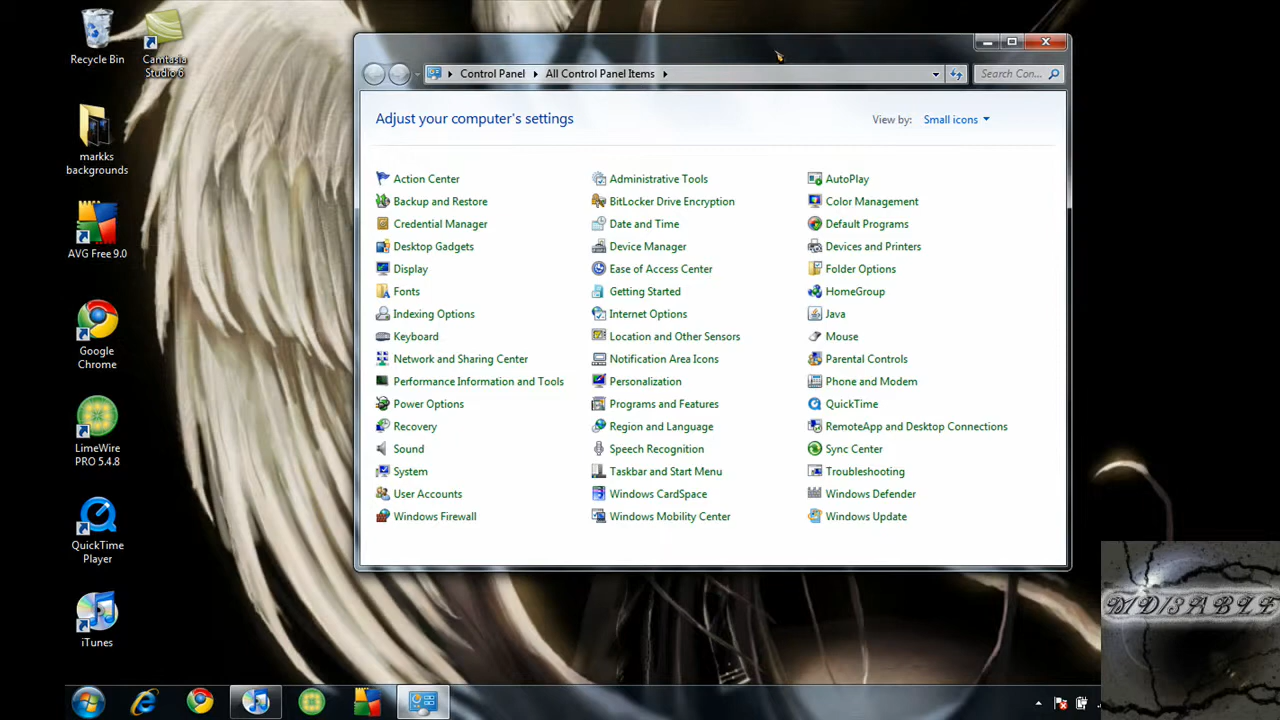 Recycle Bin
Camtasia
Studio 6
markks
backgrounds
AVG Free 9.0
Google
Chrome
LimeWire
PRO 5.4.8
QuickTime
Player
iTunes
Control Panel
All Control Panel Items
Search Con...
Adjust your computer's settings
View by:
Small icons
Action Center
Administrative Tools
AutoPlay
Backup and Restore
BitLocker Drive Encryption
Color Management
Credential Manager
Date and Time
Default Programs
Desktop Gadgets
Device Manager
Devices and Printers
Display
Ease of Access Center
Folder Options
Fonts
Getting Started
HomeGroup
Indexing Options
Internet Options
Java
Keyboard
Location and Other Sensors
Mouse
Network and Sharing Center
Notification Area Icons
Parental Controls
Performance Information and Tools
Personalization
Phone and Modem
Power Options
Programs and Features
QuickTime
Recovery
Region and Language
RemoteApp and Desktop Connections
Sound
Speech Recognition
Sync Center
System
Taskbar and Start Menu
Troubleshooting
User Accounts
Windows CardSpace
Windows Defender
Windows Firewall
Windows Mobility Center
Windows Update